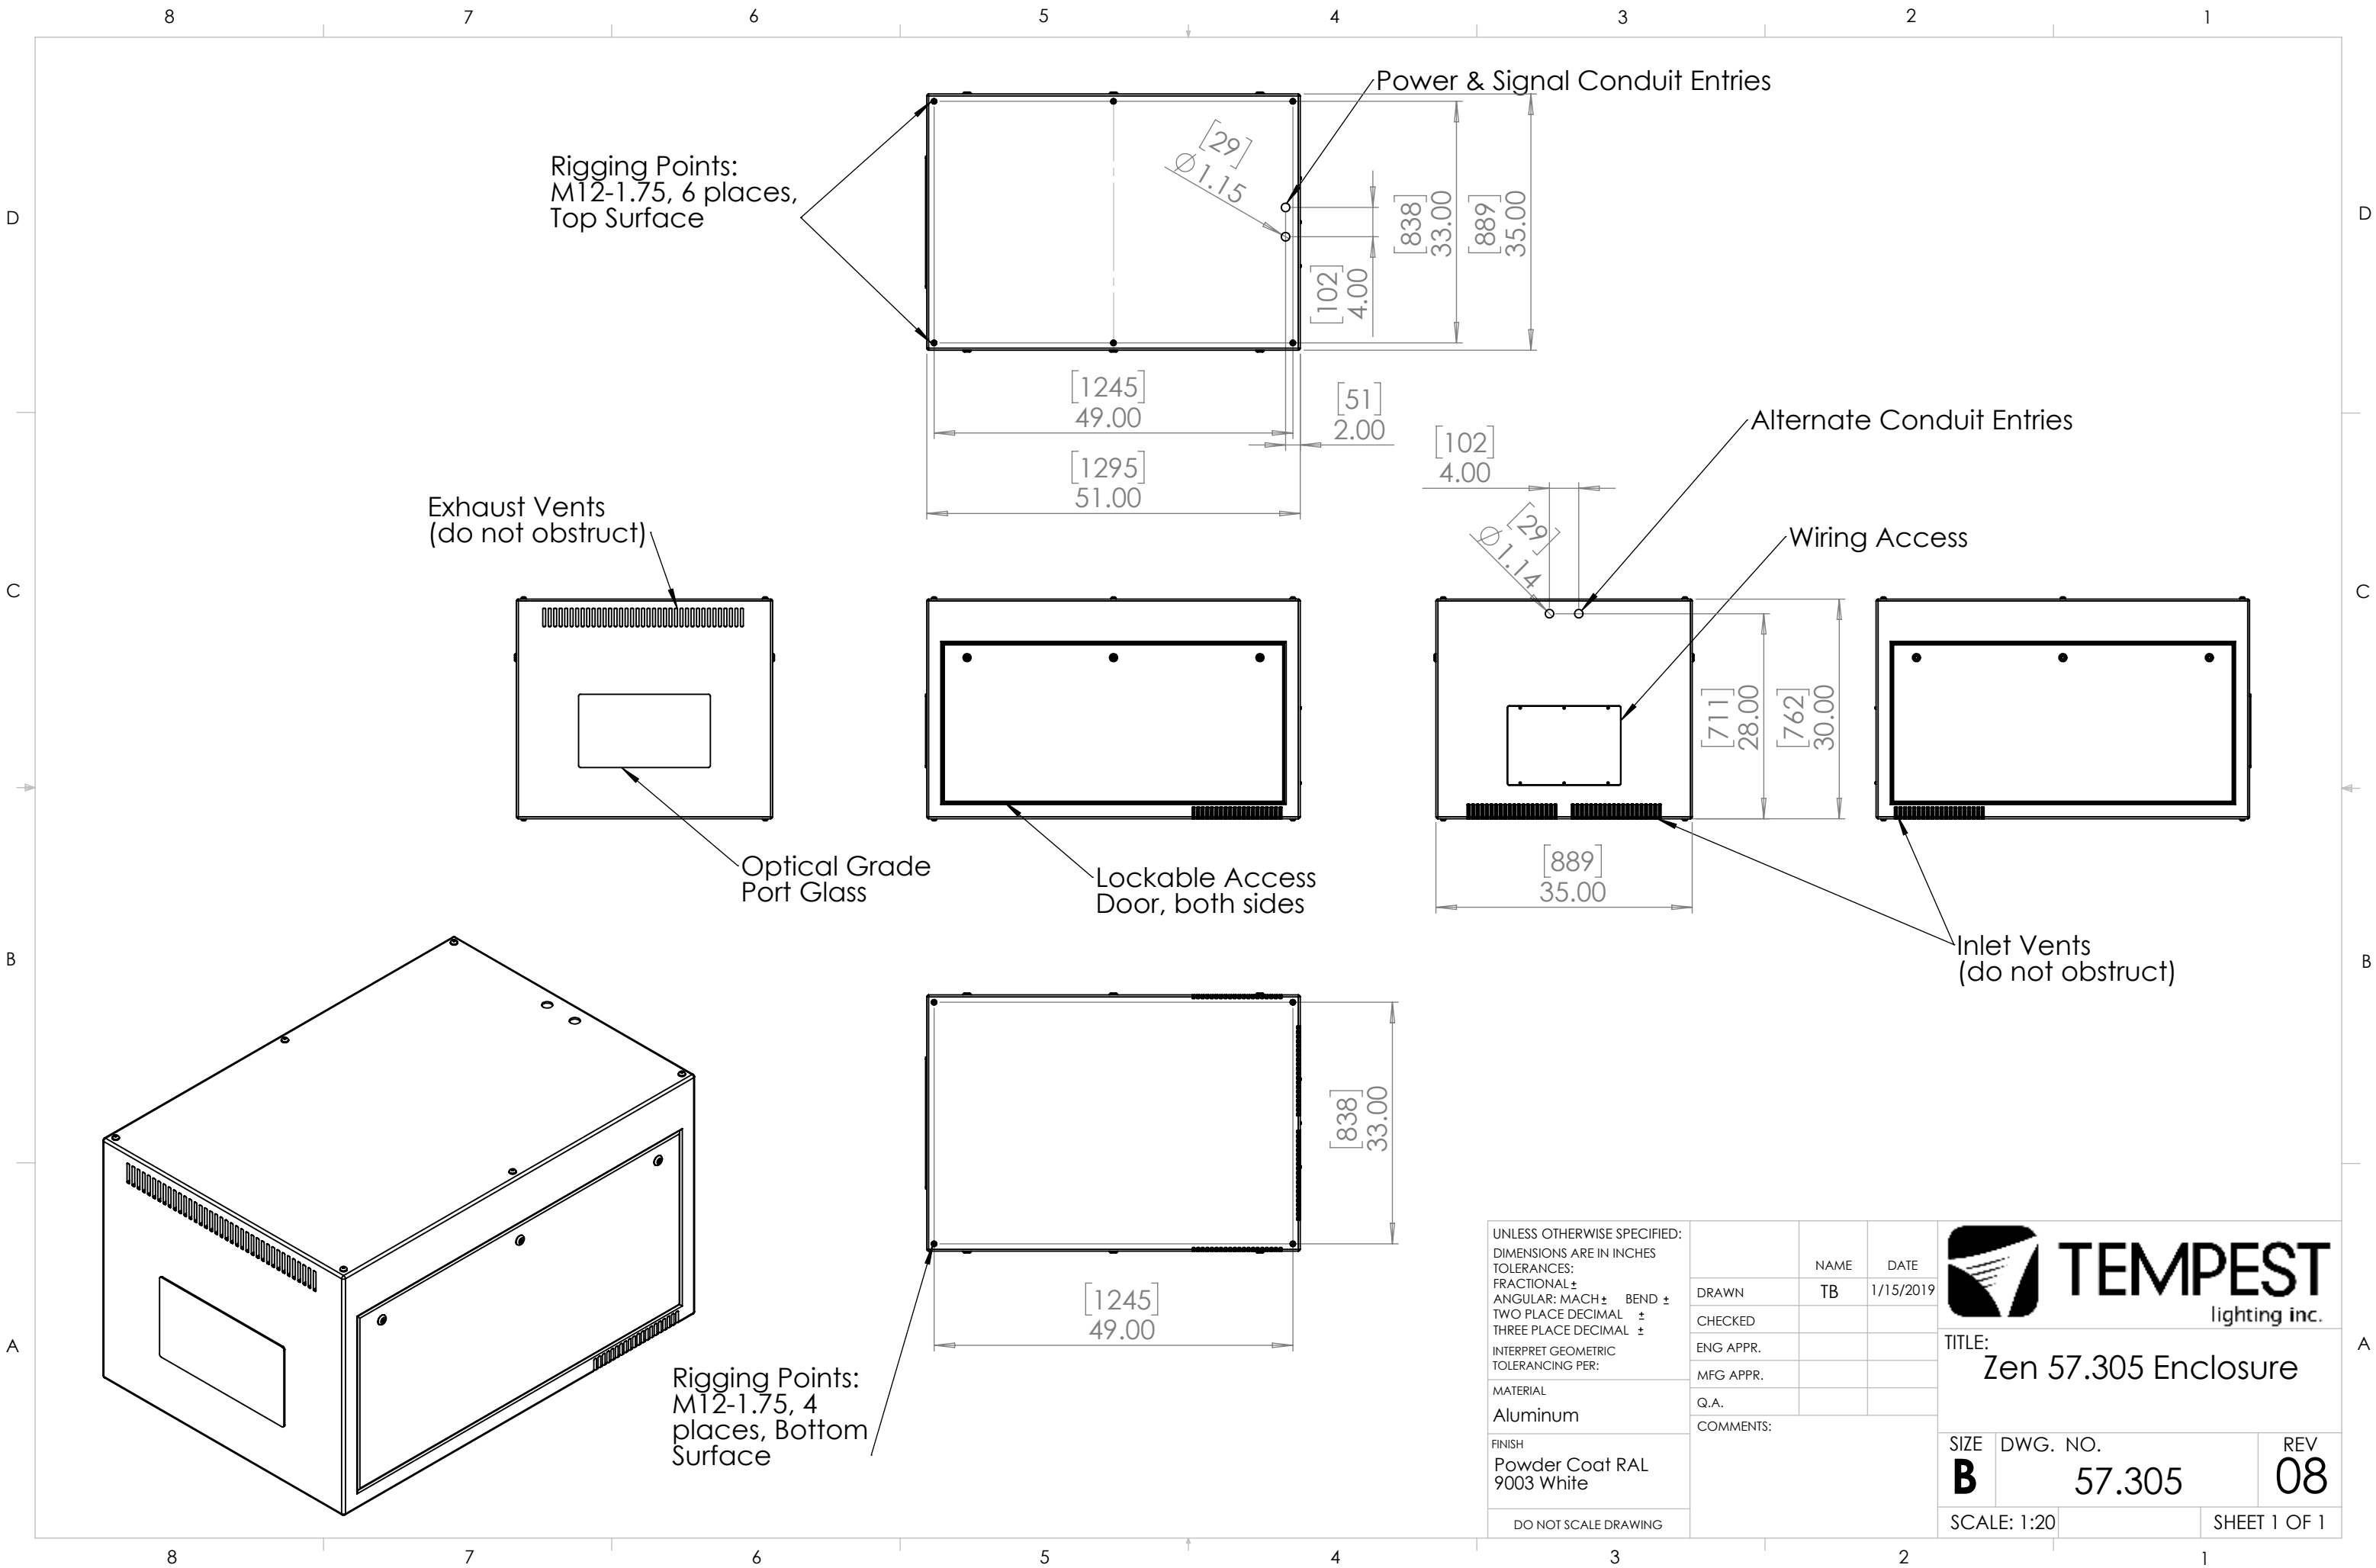 8 7 6 5 4 3 2 1
D
D
C
C
B
B
A
A
Power & Signal Conduit Entries
Rigging Points:
M12-1.75, 6 places,
Top Surface
[29]
∅1.15
[102]
4.00
[838]
33.00
[889]
35.00
[1245]
49.00
[51]
2.00
[1295]
51.00
Alternate Conduit Entries
[102]
4.00
Exhaust Vents
(do not obstruct)
[29]
∅1.14
Wiring Access
[711]
28.00
[762]
30.00
Optical Grade
Port Glass
Lockable Access
Door, both sides
[889]
35.00
Inlet Vents
(do not obstruct)
[838]
33.00
[1245]
49.00
Rigging Points:
M12-1.75, 4
places, Bottom
Surface
UNLESS OTHERWISE SPECIFIED:
DIMENSIONS ARE IN INCHES
TOLERANCES:
FRACTIONAL ±
ANGULAR: MACH ± BEND ±
TWO PLACE DECIMAL ±
THREE PLACE DECIMAL ±
INTERPRET GEOMETRIC
TOLERANCING PER:
MATERIAL
Aluminum
FINISH
Powder Coat RAL
9003 White
DO NOT SCALE DRAWING
NAME DATE
DRAWN TB 1/15/2019
CHECKED
ENG APPR.
MFG APPR.
Q.A.
COMMENTS:
TEMPEST
lighting inc.
TITLE:
Zen 57.305 Enclosure
SIZE DWG. NO. REV
B 57.305 08
SCALE: 1:20 SHEET 1 OF 1
8 7 6 5 4 3 2 1